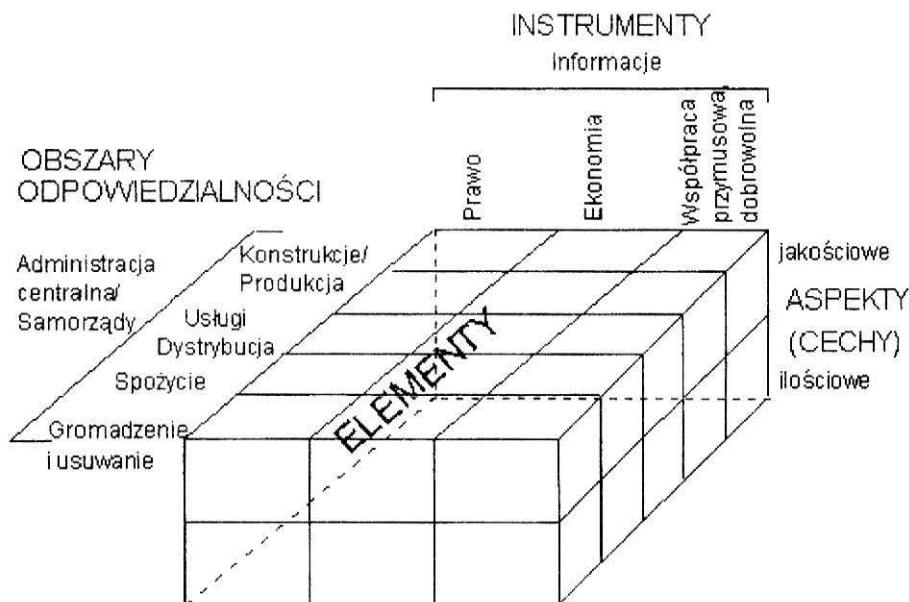 INSTRUMENTY
Informacje
Prawo
Ekonomia
Współpraca
przymusowa,
dobrowolna
OBSZARY
ODPOWIEDZIALNOŚCI
Administracja
centralna/
Samorządy
Konstrukcje/
Produkcja
Usługi
Dystrybucja
Spożycie
Gromadzenie
i usuwanie
ELEMENTY
jakościowe
ASPEKTY
(CECHY)
ilościowe